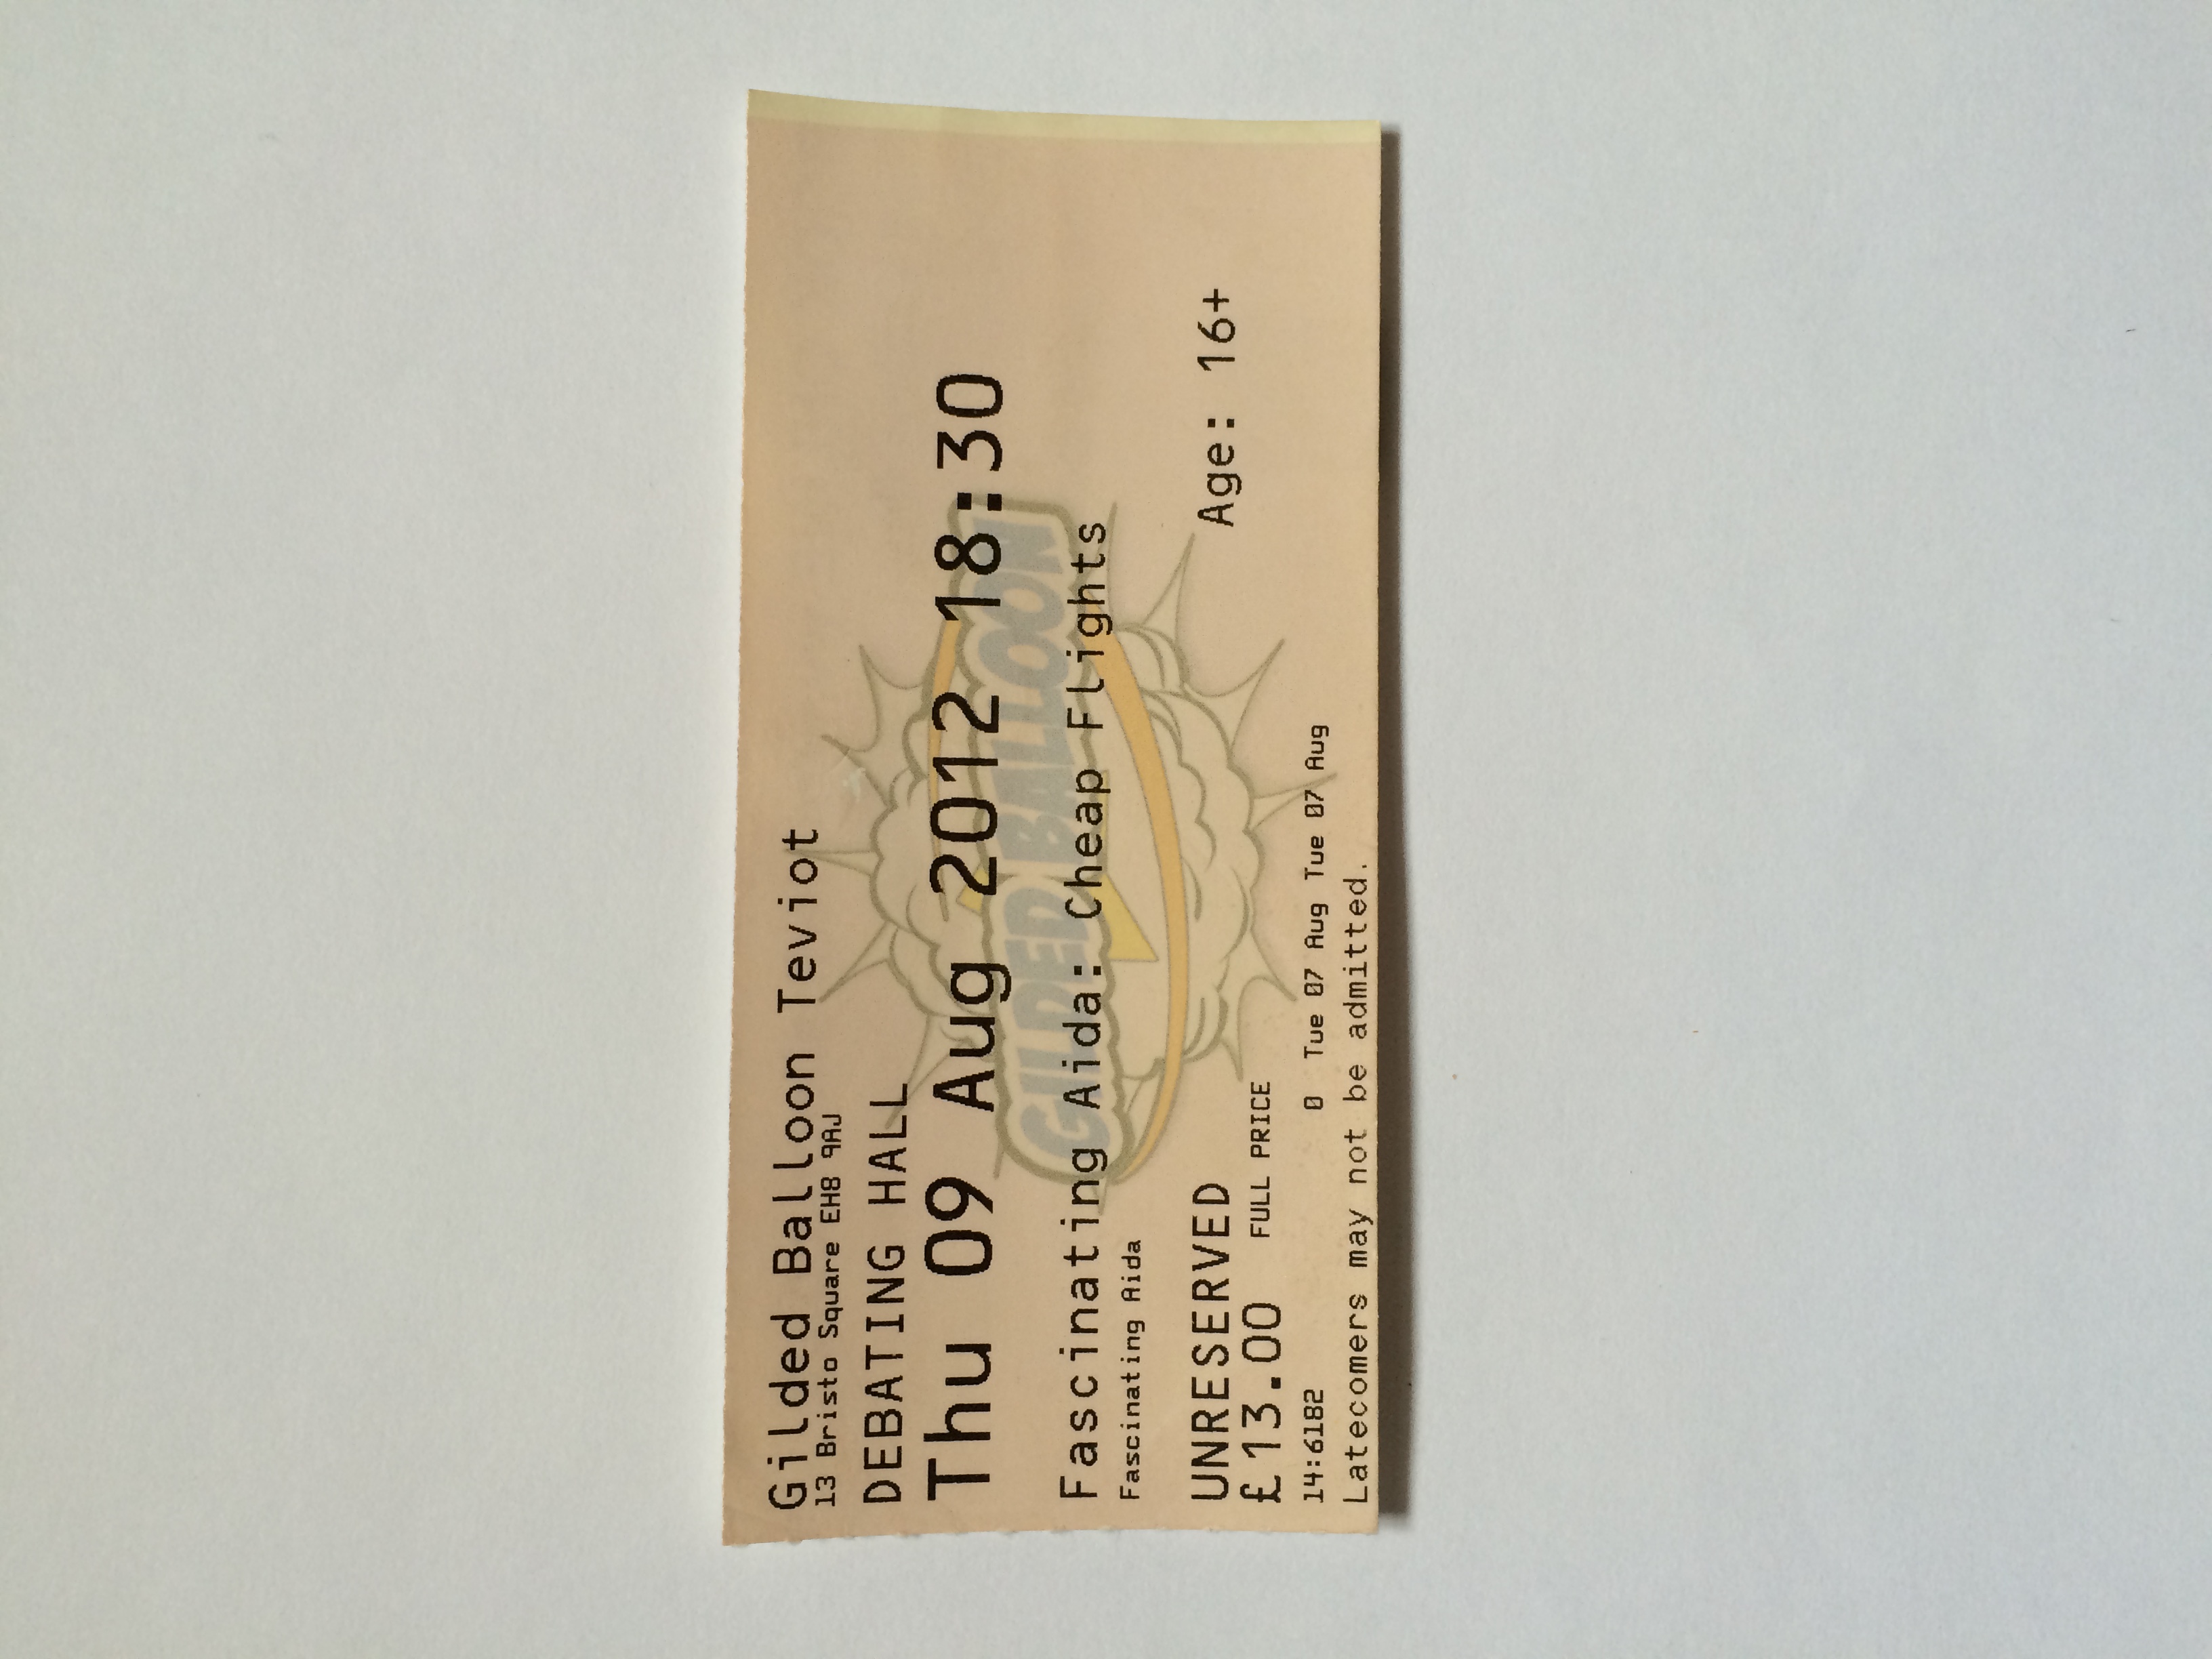 Gilded Balloon Teviot
13 Bristo Square EH8 9AJ
DEBATING HALL
Thu 09 Aug 2012 18:30
GILDED BALLOON
Fascinating Aida: Cheap Flights
Fascinating Aida
Age: 16+
UNRESERVED
£13.00 FULL PRICE
14:6182 0 Tue 07 Aug Tue 07 Aug
Latecomers may not be admitted.